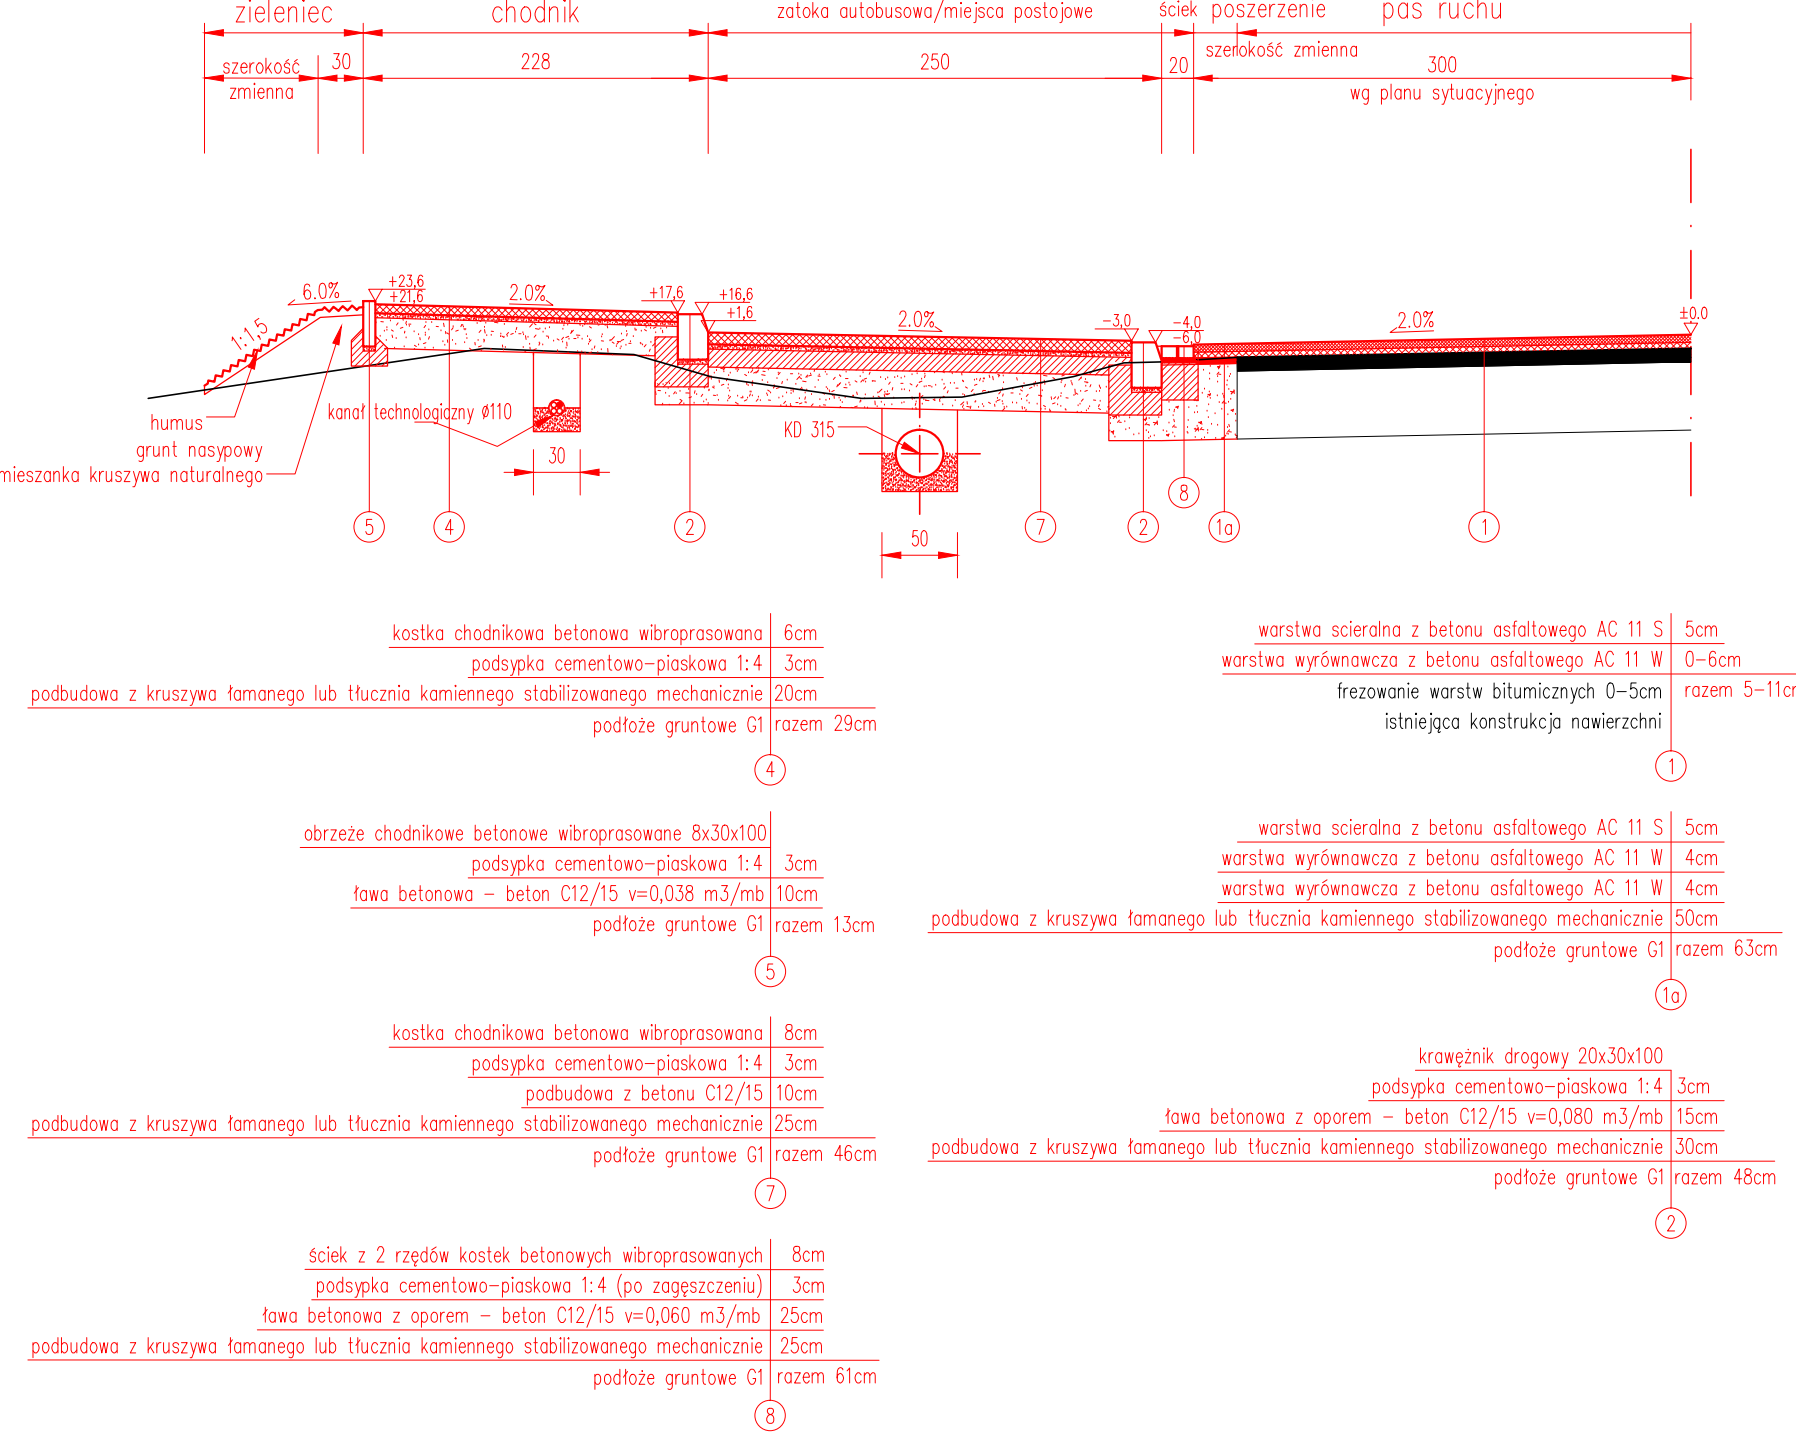 zieleniec
chodnik
zatoka autobusowa/miejsca postojowe
ściek
poszerzenie
pas ruchu
szerokość zmienna
szerokość
zmienna
30
228
250
20
300
wg planu sytuacyjnego
1:1,5
6.0%
+23,6
+21,6
2.0%
+17,6
+16,6
+1,6
2.0%
-3,0
-4,0
-6,0
2.0%
±0.0
humus
grunt nasypowy
mieszanka kruszywa naturalnego
kanał technologiczny ø110
30
KD 315
50
5
4
2
7
2
8
1a
1
kostka chodnikowa betonowa wibroprasowana 6cm
podsypka cementowo-piaskowa 1:4 3cm
podbudowa z kruszywa łamanego lub tłucznia kamiennego stabilizowanego mechanicznie 20cm
podłoże gruntowe G1 razem 29cm
4
obrzeże chodnikowe betonowe wibroprasowane 8x30x100
podsypka cementowo-piaskowa 1:4 3cm
ława betonowa - beton C12/15 v=0,038 m3/mb 10cm
podłoże gruntowe G1 razem 13cm
5
kostka chodnikowa betonowa wibroprasowana 8cm
podsypka cementowo-piaskowa 1:4 3cm
podbudowa z betonu C12/15 10cm
podbudowa z kruszywa łamanego lub tłucznia kamiennego stabilizowanego mechanicznie 25cm
podłoże gruntowe G1 razem 46cm
7
ściek z 2 rzędów kostek betonowych wibroprasowanych 8cm
podsypka cementowo-piaskowa 1:4 (po zagęszczeniu) 3cm
ława betonowa z oporem - beton C12/15 v=0,060 m3/mb 25cm
podbudowa z kruszywa łamanego lub tłucznia kamiennego stabilizowanego mechanicznie 25cm
podłoże gruntowe G1 razem 61cm
8
warstwa scieralna z betonu asfaltowego AC 11 S 5cm
warstwa wyrównawcza z betonu asfaltowego AC 11 W 0-6cm
frezowanie warstw bitumicznych 0-5cm razem 5-11cm
istniejąca konstrukcja nawierzchni
1
warstwa scieralna z betonu asfaltowego AC 11 S 5cm
warstwa wyrównawcza z betonu asfaltowego AC 11 W 4cm
warstwa wyrównawcza z betonu asfaltowego AC 11 W 4cm
podbudowa z kruszywa łamanego lub tłucznia kamiennego stabilizowanego mechanicznie 50cm
podłoże gruntowe G1 razem 63cm
1a
krawężnik drogowy 20x30x100
podsypka cementowo-piaskowa 1:4 3cm
ława betonowa z oporem - beton C12/15 v=0,080 m3/mb 15cm
podbudowa z kruszywa łamanego lub tłucznia kamiennego stabilizowanego mechanicznie 30cm
podłoże gruntowe G1 razem 48cm
2